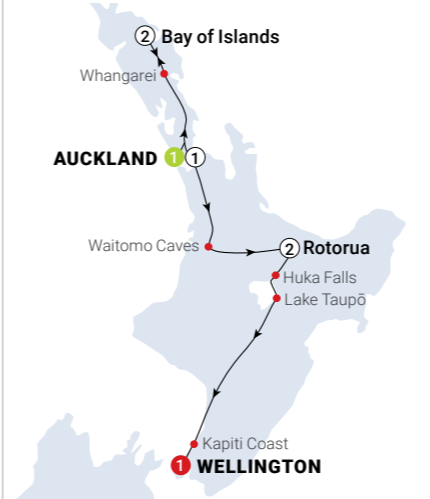 2 Bay of Islands
Whangarei
AUCKLAND 1 1
Waitomo Caves
2 Rotorua
Huka Falls
Lake Taupō
Kapiti Coast
1 WELLINGTON